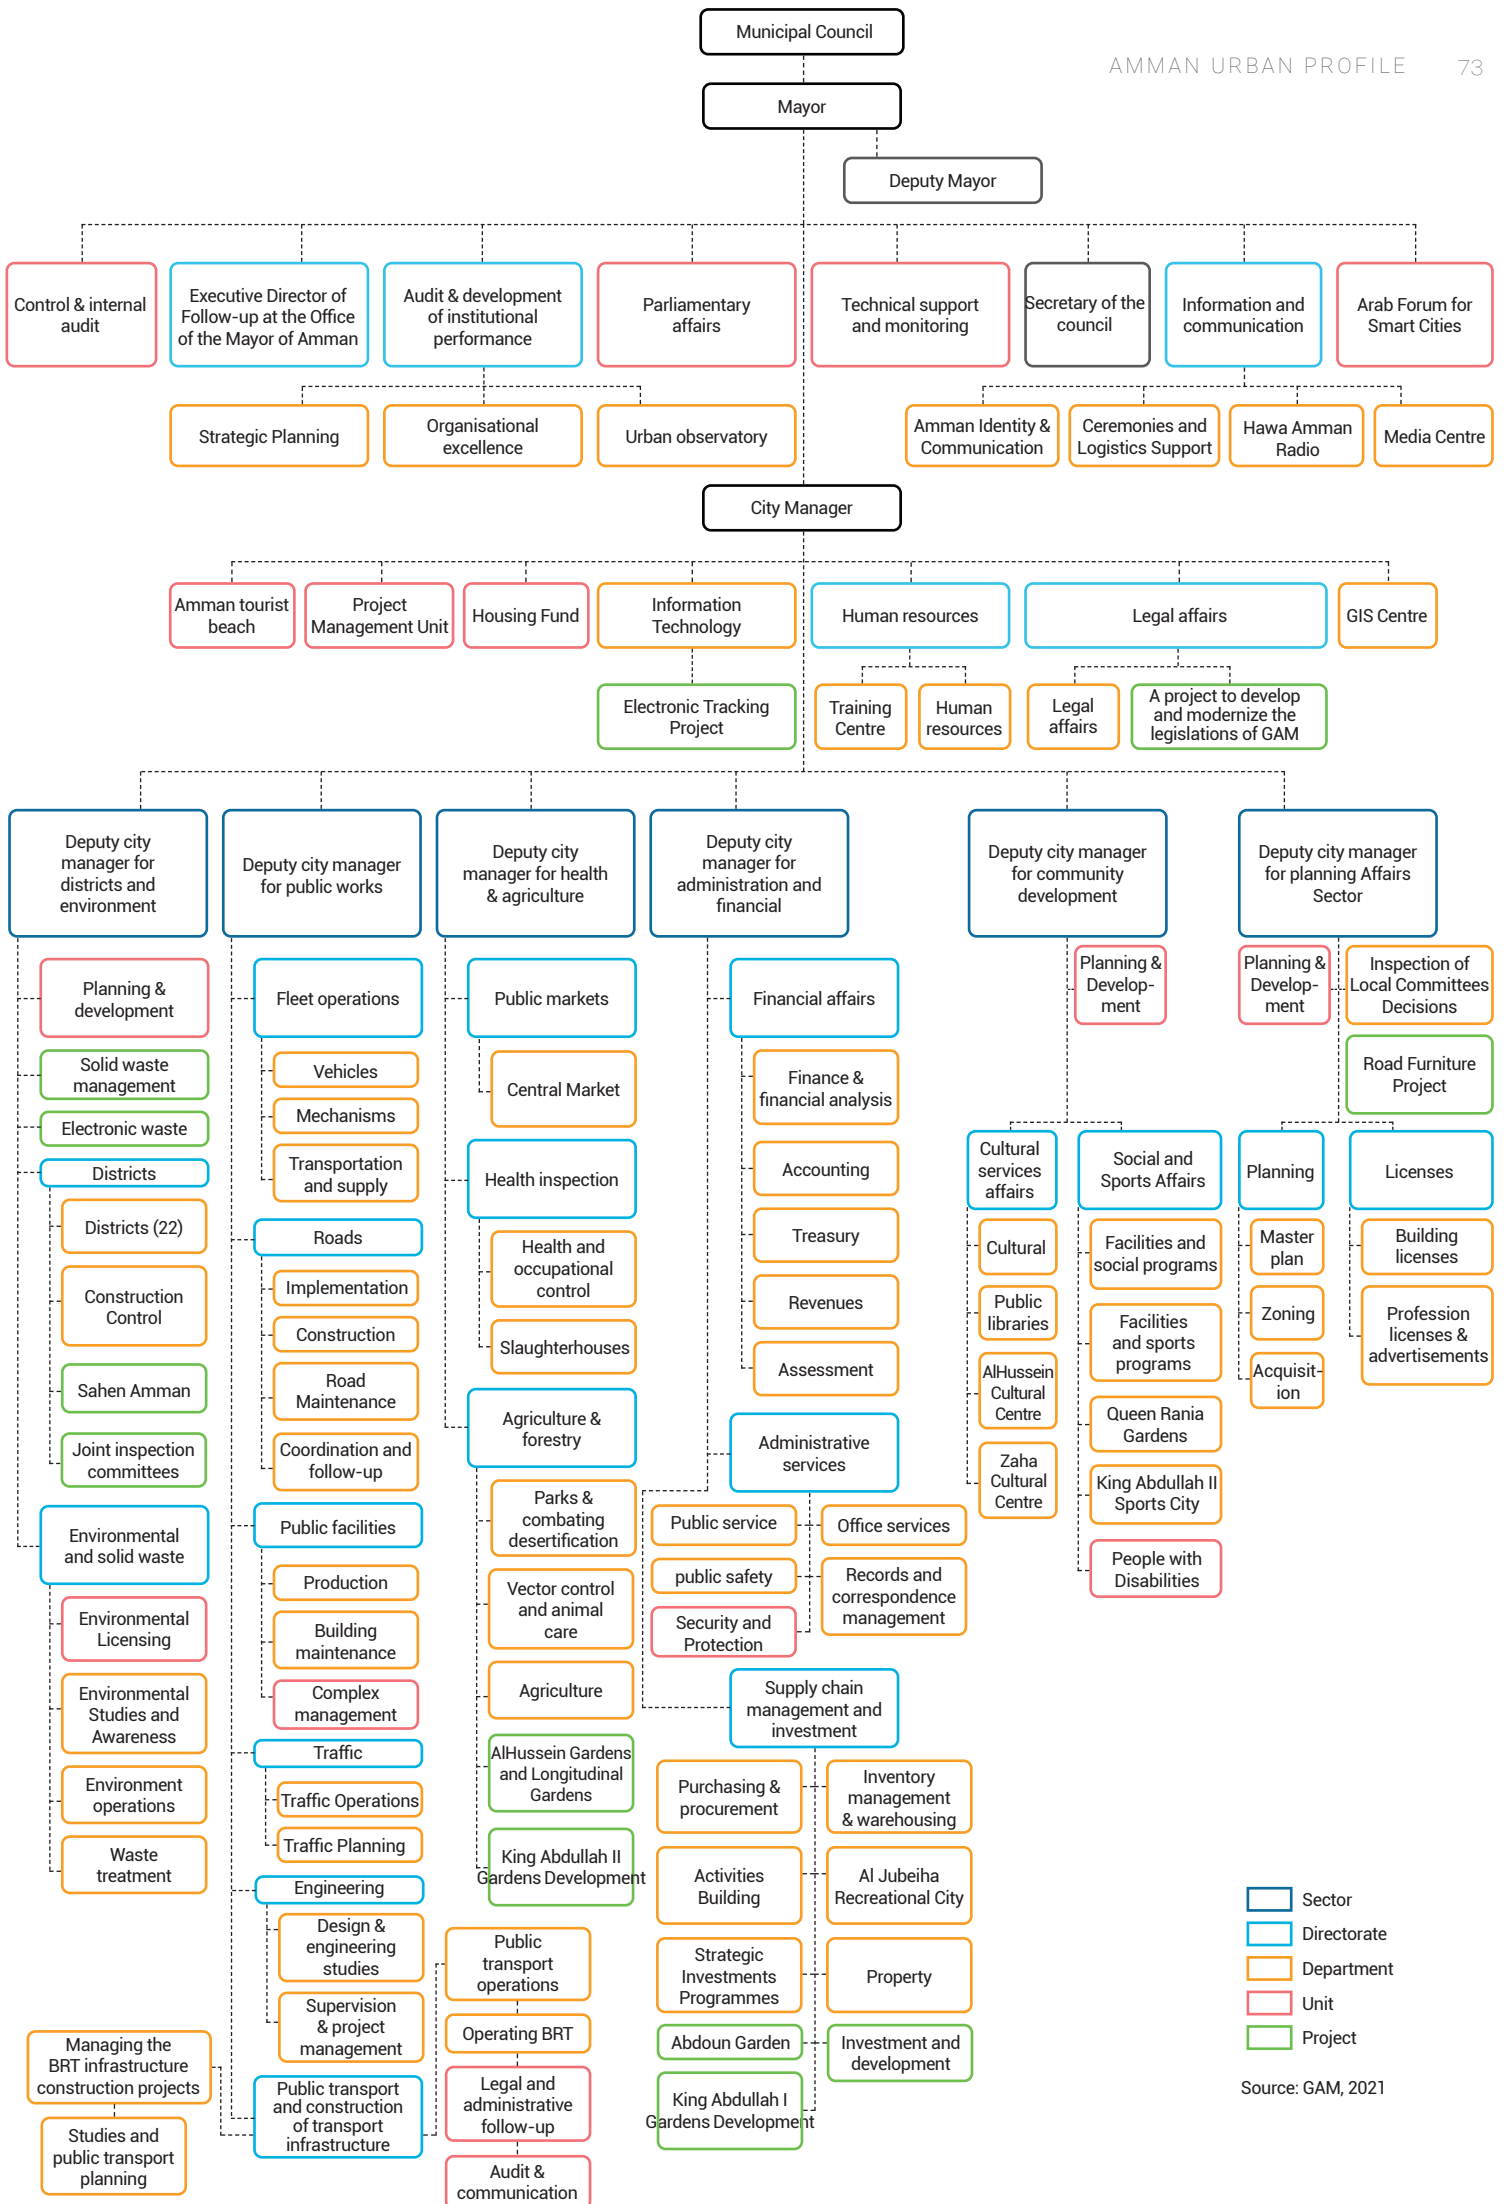 AMMAN URBAN PROFILE 73
Municipal Council
Mayor
Deputy Mayor
Control & internal
audit
Executive Director of
Follow-up at the Office
of the Mayor of Amman
Audit & development
of institutional
performance
Parliamentary
affairs
Technical support
and monitoring
Secretary of the
council
Information and
communication
Arab Forum for
Smart Cities
Strategic Planning
Organisational
excellence
Urban observatory
Amman Identity &
Communication
Ceremonies and
Logistics Support
Hawa Amman
Radio
Media Centre
City Manager
Amman tourist
beach
Project
Management Unit
Housing Fund
Information
Technology
Human resources
Legal affairs
GIS Centre
Electronic Tracking
Project
Training
Centre
Human
resources
Legal
affairs
A project to develop
and modernize the
legislations of GAM
Deputy city
manager for
districts and
environment
Deputy city manager
for public works
Deputy city
manager for health
& agriculture
Deputy city
manager for
administration and
financial
Deputy city manager
for community
development
Deputy city manager
for planning Affairs
Sector
Planning &
development
Solid waste
management
Electronic waste
Districts
Districts (22)
Construction
Control
Sahen Amman
Joint inspection
committees
Environmental
and solid waste
Environmental
Licensing
Environmental
Studies and
Awareness
Environment
operations
Waste
treatment
Fleet operations
Vehicles
Mechanisms
Transportation
and supply
Roads
Implementation
Construction
Road
Maintenance
Coordination and
follow-up
Public facilities
Production
Building
maintenance
Complex
management
Traffic
Traffic Operations
Traffic Planning
Engineering
Design &
engineering
studies
Supervision
& project
management
Public transport
and construction
of transport
infrastructure
Managing the
BRT infrastructure
construction projects
Studies and
public transport
planning
Public markets
Central Market
Health inspection
Health and
occupational
control
Slaughterhouses
Agriculture &
forestry
Parks &
combating
desertification
Vector control
and animal
care
Agriculture
AlHussein Gardens
and Longitudinal
Gardens
King Abdullah II
Gardens Development
Public
transport
operations
Operating BRT
Legal and
administrative
follow-up
Audit &
communication
Financial affairs
Finance &
financial analysis
Accounting
Treasury
Revenues
Assessment
Administrative
services
Public service
Office services
public safety
Records and
correspondence
management
Security and
Protection
Supply chain
management and
investment
Purchasing &
procurement
Inventory
management
& warehousing
Activities
Building
Al Jubeiha
Recreational City
Strategic
Investments
Programmes
Property
Abdoun Garden
Investment and
development
King Abdullah I
Gardens Development
Planning &
Develop-
ment
Cultural
services
affairs
Cultural
Public
libraries
AlHussein
Cultural
Centre
Zaha
Cultural
Centre
Social and
Sports Affairs
Facilities and
social programs
Facilities
and sports
programs
Queen Rania
Gardens
King Abdullah II
Sports City
People with
Disabilities
Planning &
Develop-
ment
Inspection of
Local Committees
Decisions
Road Furniture
Project
Planning
Master
plan
Zoning
Acquisit-
ion
Licenses
Building
licenses
Profession
licenses &
advertisements
Sector
Directorate
Department
Unit
Project
Source: GAM, 2021